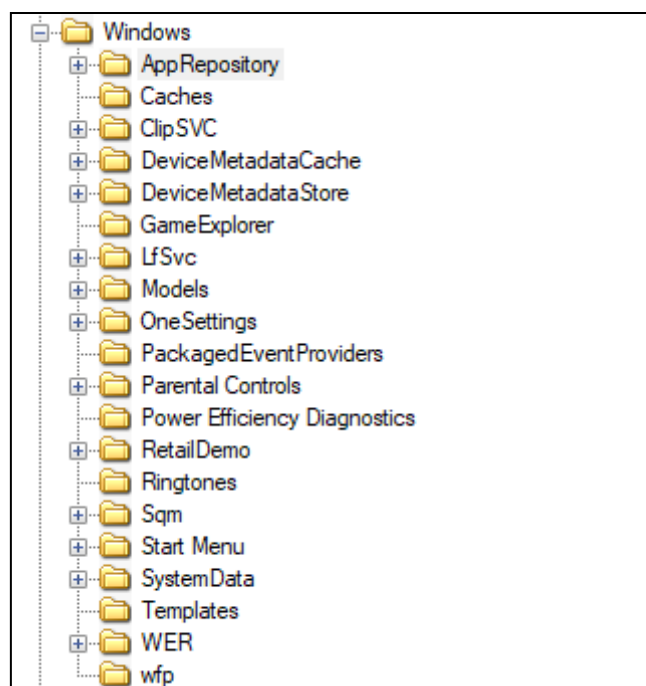 Windows
AppRepository
Caches
ClipSVC
DeviceMetadataCache
DeviceMetadataStore
GameExplorer
LfSvc
Models
OneSettings
PackagedEventProviders
Parental Controls
Power Efficiency Diagnostics
RetailDemo
Ringtones
Sqm
Start Menu
SystemData
Templates
WER
wfp